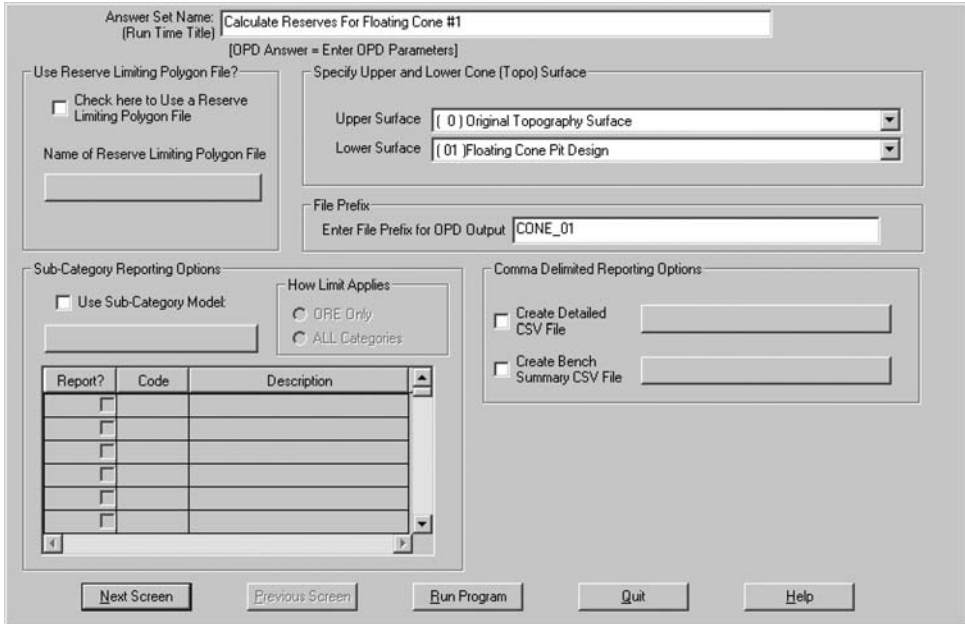 Answer Set Name:
(Run Time Title)
Calculate Reserves For Floating Cone #1
[OPD Answer = Enter OPD Parameters]
Use Reserve Limiting Polygon File?
Check here to Use a Reserve
Limiting Polygon File
Name of Reserve Limiting Polygon File
Specify Upper and Lower Cone (Topo) Surface
Upper Surface ( 0 ) Original Topography Surface
Lower Surface ( 01 )Floating Cone Pit Design
File Prefix
Enter File Prefix for OPD Output CONE_01
Sub-Category Reporting Options
Use Sub-Category Model:
How Limit Applies
ORE Only
ALL Categories
Report? Code Description
Comma Delimited Reporting Options
Create Detailed
CSV File
Create Bench
Summary CSV File
Next Screen Previous Screen Run Program Quit Help